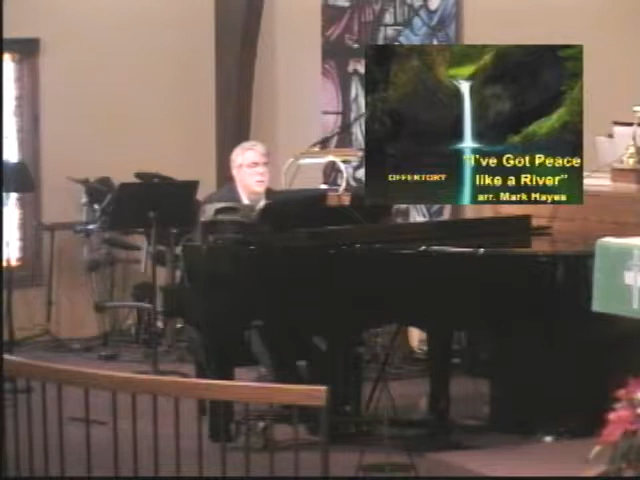 "I've Got Peace
OFFERTORY
like a River"
arr. Mark Hayes